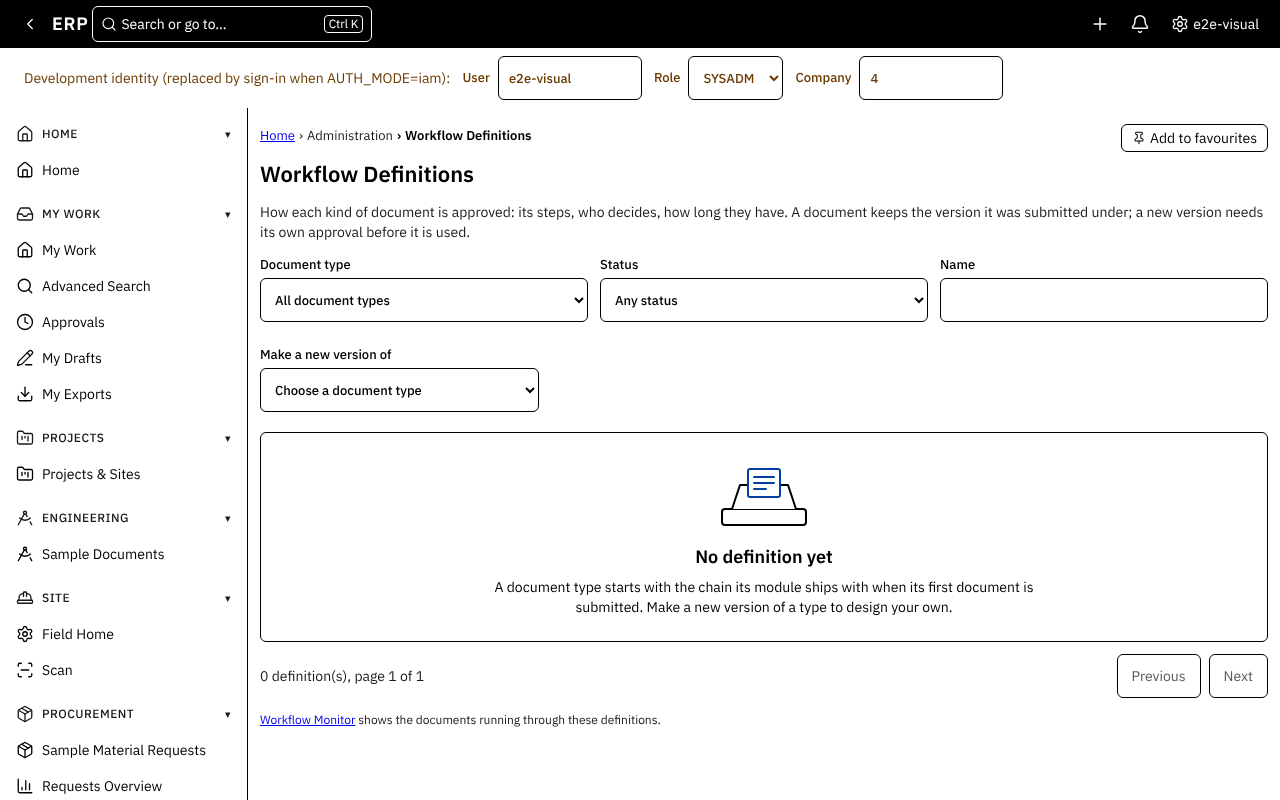 ERP
Search or go to...
Ctrl K
e2e-visual
Development identity (replaced by sign-in when AUTH_MODE=iam):
User
e2e-visual
Role
SYSADM
Company
4
HOME
Home
MY WORK
My Work
Advanced Search
Approvals
My Drafts
My Exports
PROJECTS
Projects & Sites
ENGINEERING
Sample Documents
SITE
Field Home
Scan
PROCUREMENT
Sample Material Requests
Requests Overview
Home › Administration › Workflow Definitions
Add to favourites
Workflow Definitions
How each kind of document is approved: its steps, who decides, how long they have. A document keeps the version it was submitted under; a new version needs
its own approval before it is used.
Document type
All document types
Status
Any status
Name
Make a new version of
Choose a document type
No definition yet
A document type starts with the chain its module ships with when its first document is
submitted. Make a new version of a type to design your own.
0 definition(s), page 1 of 1
Previous
Next
Workflow Monitor shows the documents running through these definitions.